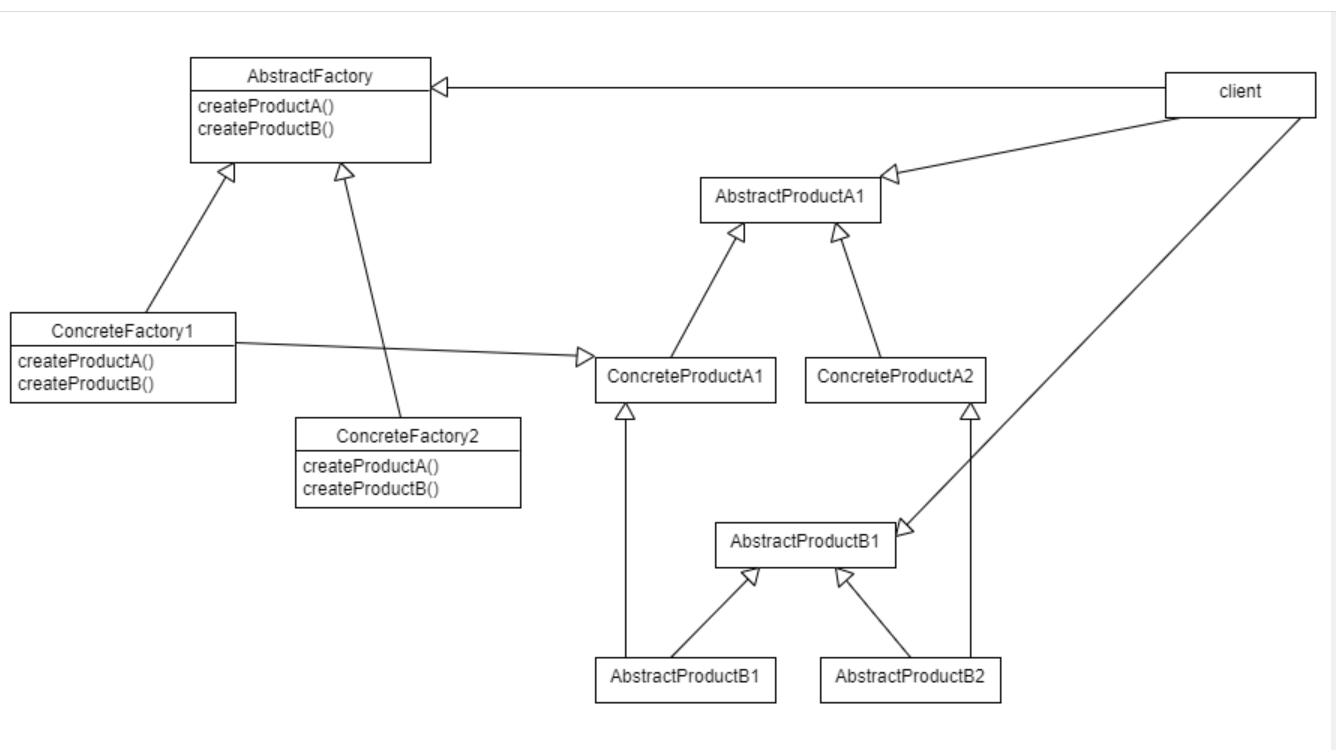 AbstractFactory
createProductA()
createProductB()
client
AbstractProductA1
ConcreteFactory1
createProductA()
createProductB()
ConcreteProductA1
ConcreteProductA2
ConcreteFactory2
createProductA()
createProductB()
AbstractProductB1
AbstractProductB1
AbstractProductB2